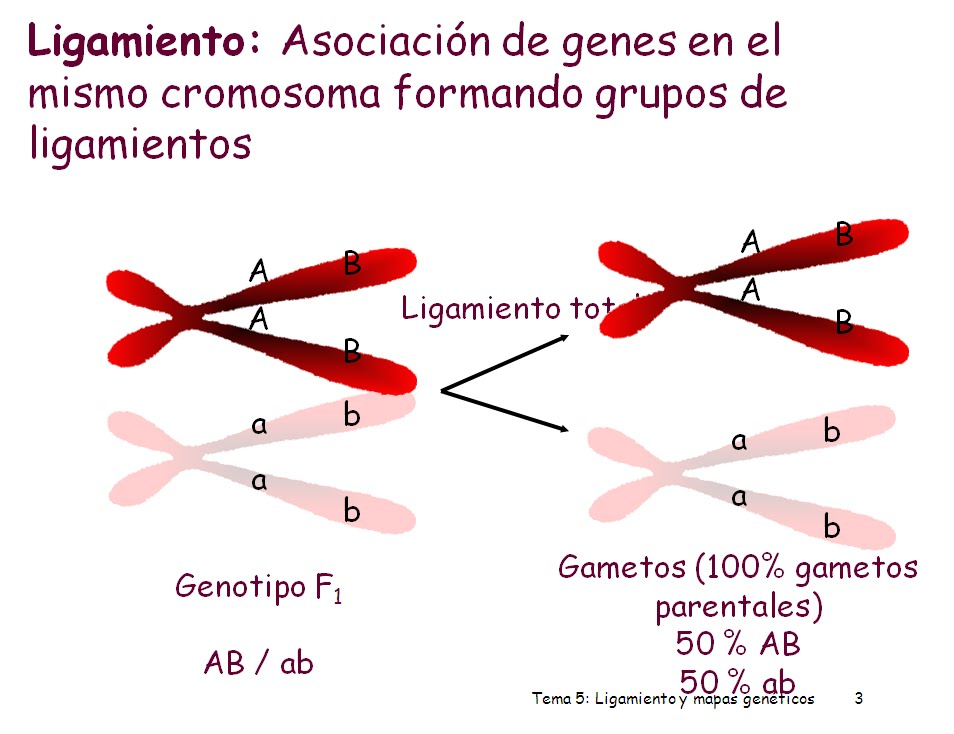 Ligamiento: Asociación de genes en el
mismo cromosoma formando grupos de
ligamientos
A B
A
B
Ligamiento
A B
A
B
a b
a
b
a b
a
b
Genotipo F1
AB / ab
Gametos (100% gametos
parentales)
50 % AB
50 % ab
Tema 5: Ligamiento y mapas genéticos 3